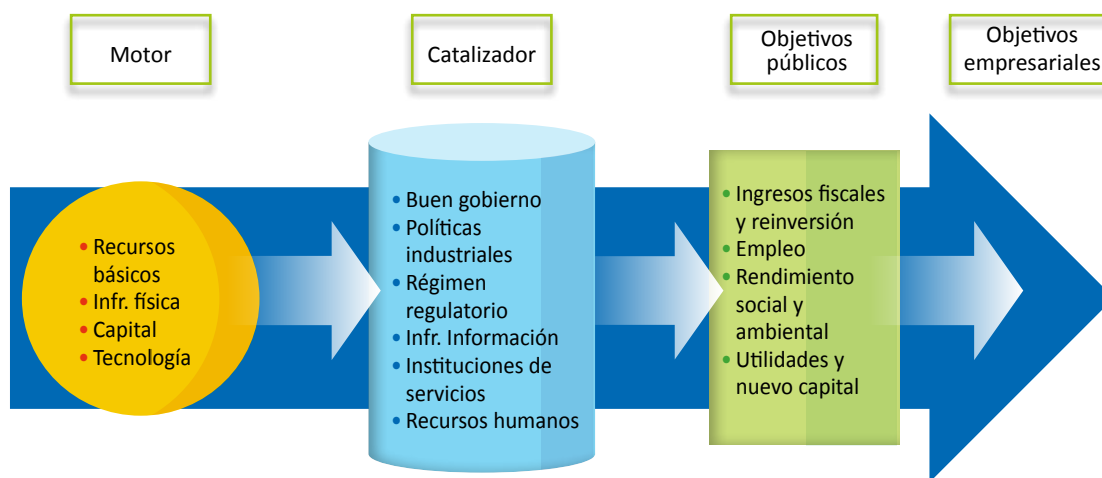 Motor
Catalizador
Objetivos
públicos
Objetivos
empresariales
• Recursos
básicos
• Infr. física
• Capital
• Tecnología
• Buen gobierno
• Políticas
industriales
• Régimen
regulatorio
• Infr. Información
• Instituciones de
servicios
• Recursos humanos
• Ingresos fiscales
y reinversión
• Empleo
• Rendimiento
social y
ambiental
• Utilidades y
nuevo capital